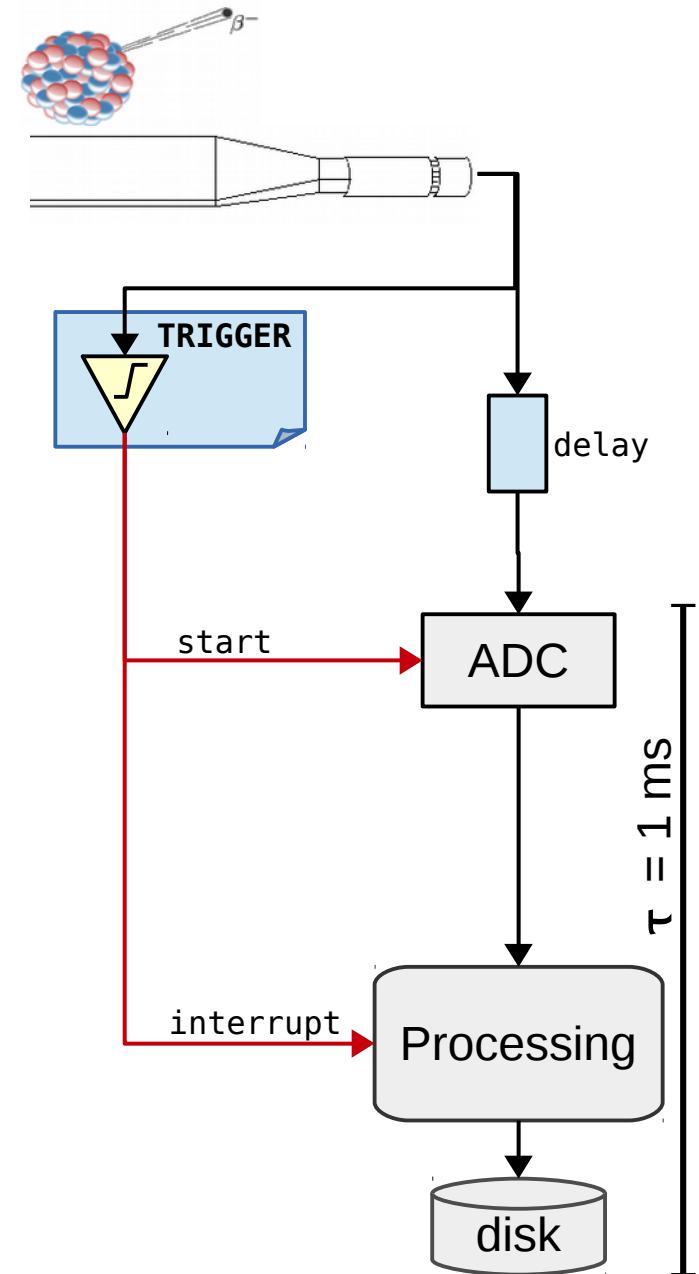 β⁻
TRIGGER
delay
start
ADC
τ = 1 ms
interrupt
Processing
disk